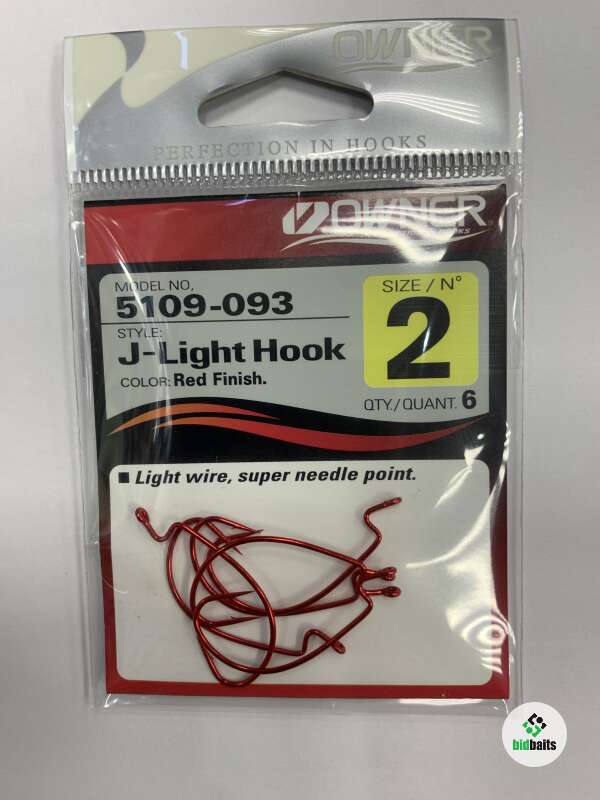 OWNER
PERFECTION IN HOOKS
OWNER
HOOKS
MODEL NO.
5109-093
STYLE:
J-Light Hook
COLOR: Red Finish.
SIZE / N°
2
QTY./QUANT. 6
■ Light wire, super needle point.
bidbaits